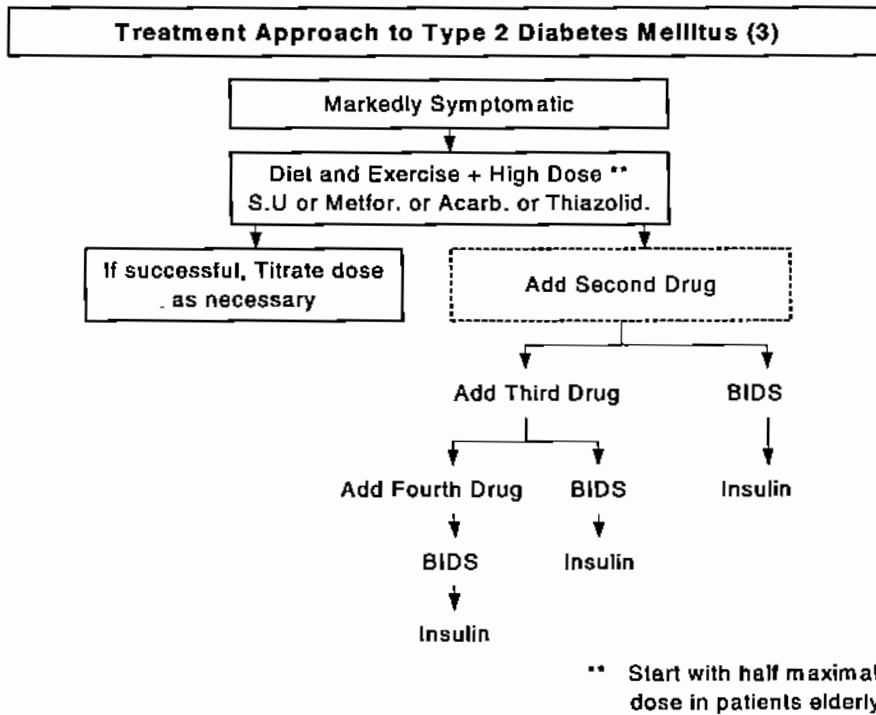 Treatment Approach to Type 2 Diabetes Mellitus (3)
Markedly Symptomatic
Diet and Exercise + High Dose **
S.U or Metfor. or Acarb. or Thiazolid.
If successful, Titrate dose
as necessary
Add Second Drug
Add Third Drug
BIDS
Add Fourth Drug
BIDS
Insulin
BIDS
Insulin
Insulin
** Start with half maximal
dose in patients elderly